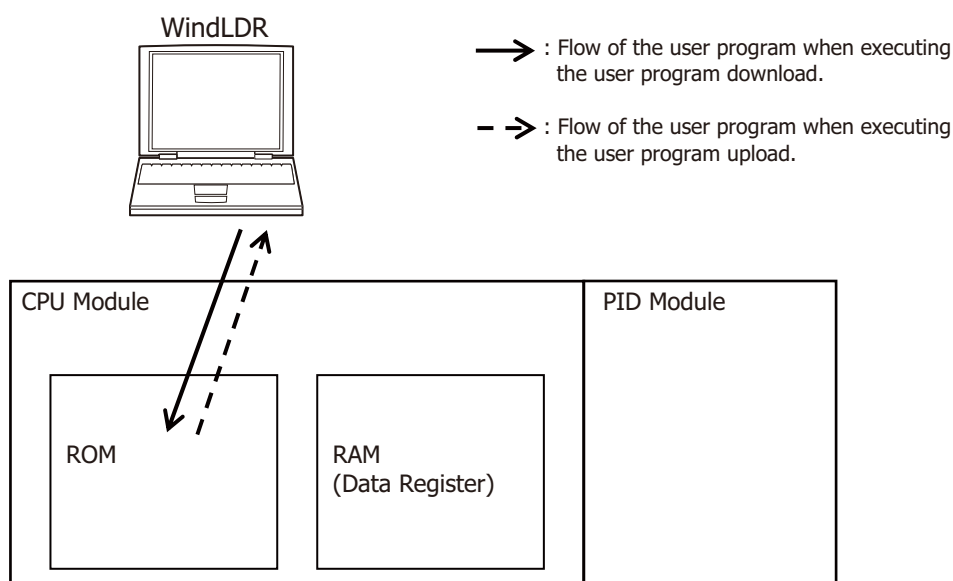 WindLDR
: Flow of the user program when executing
the user program download.
: Flow of the user program when executing
the user program upload.
CPU Module
PID Module
ROM
RAM
(Data Register)